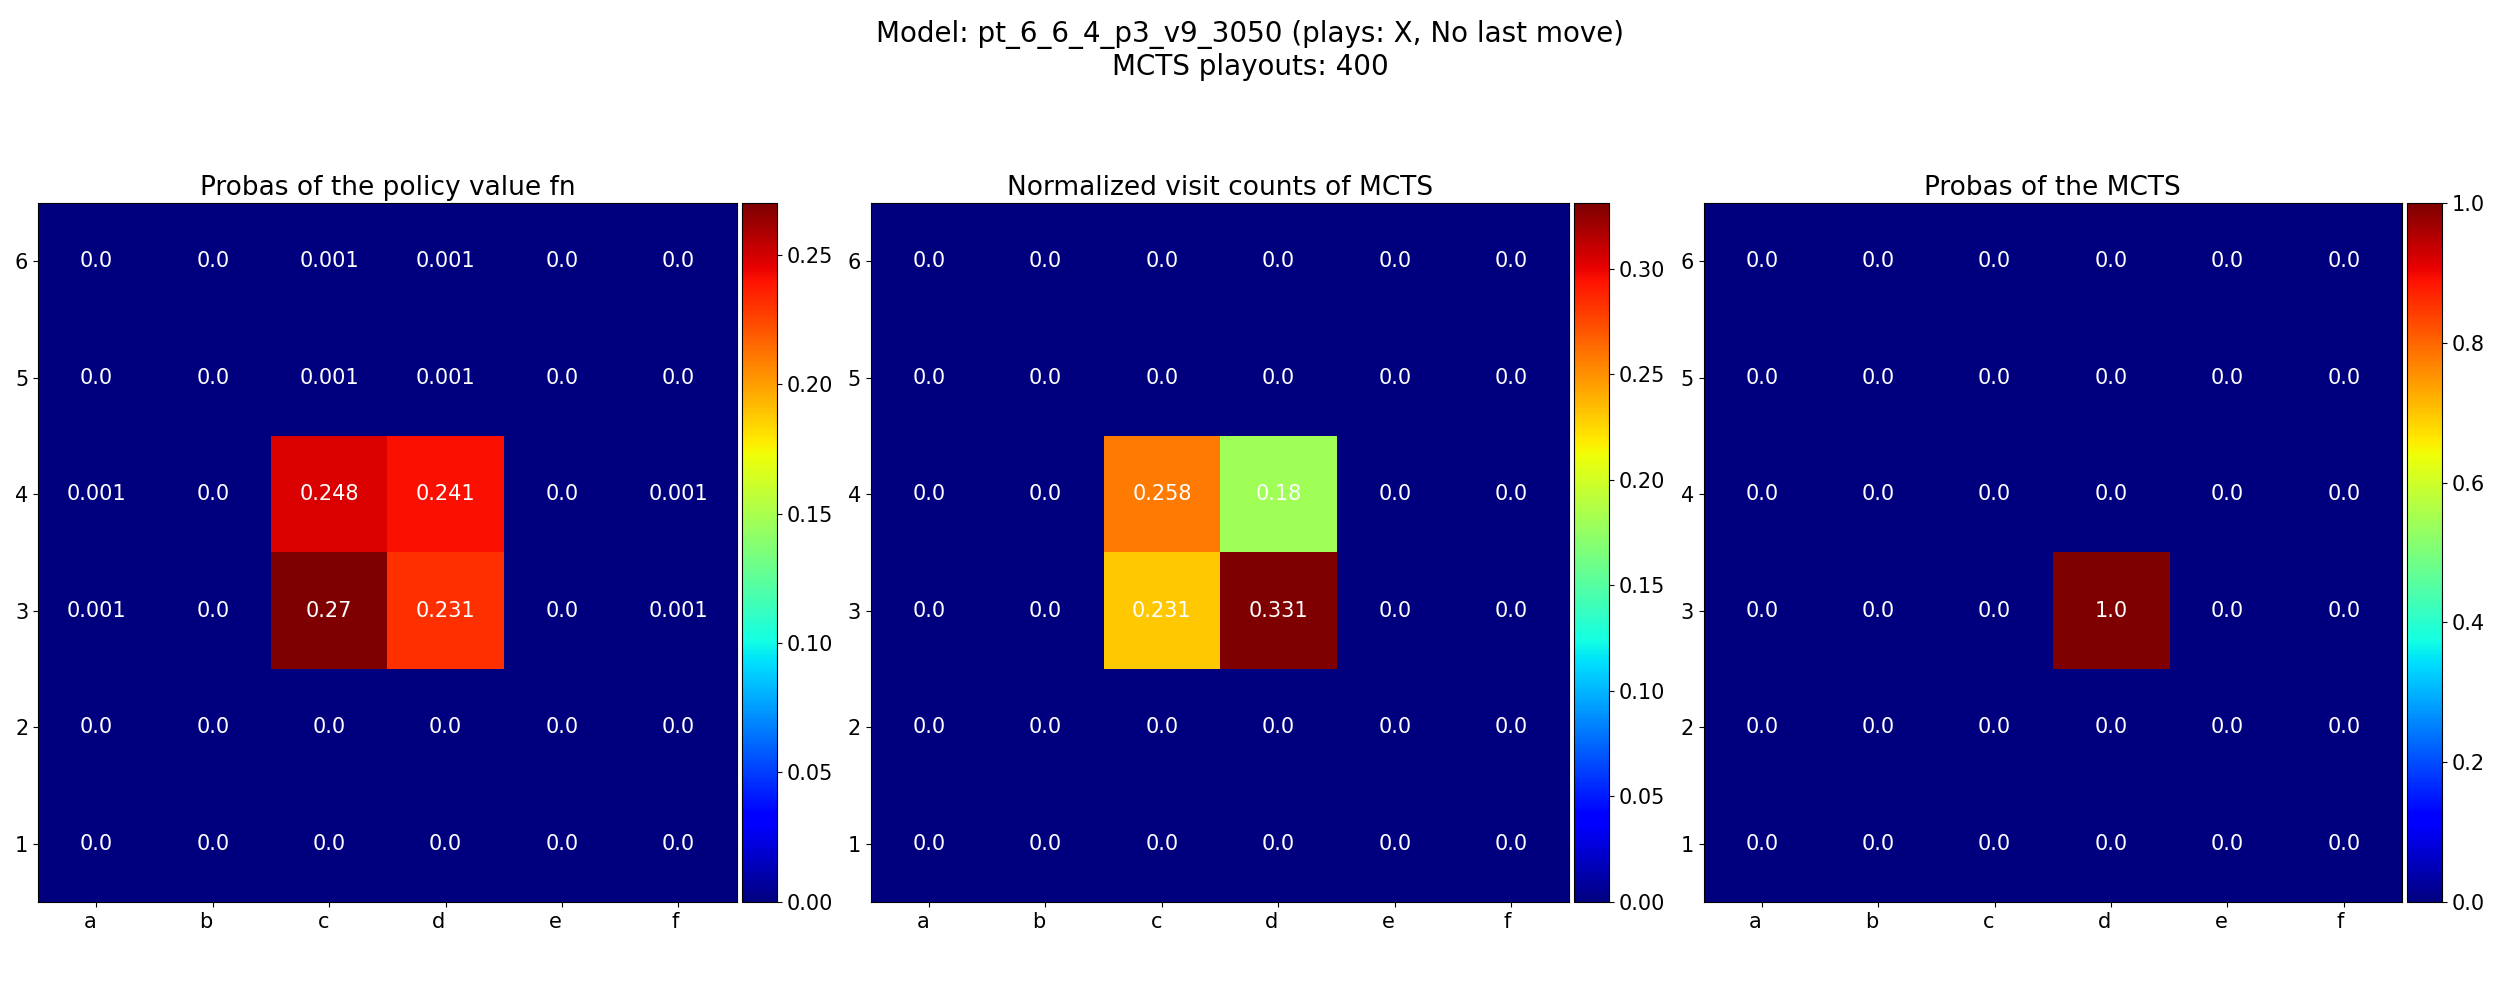 Model: pt_6_6_4_p3_v9_3050 (plays: X, No last move)
MCTS playouts: 400
Probas of the policy value fn
6 0.0 0.0 0.001 0.001 0.0 0.0
5 0.0 0.0 0.001 0.001 0.0 0.0
4 0.001 0.0 0.248 0.241 0.0 0.001
3 0.001 0.0 0.27 0.231 0.0 0.001
2 0.0 0.0 0.0 0.0 0.0 0.0
1 0.0 0.0 0.0 0.0 0.0 0.0
a b c d e f
0.25
0.20
0.15
0.10
0.05
0.00
Normalized visit counts of MCTS
6 0.0 0.0 0.0 0.0 0.0 0.0
5 0.0 0.0 0.0 0.0 0.0 0.0
4 0.0 0.0 0.258 0.18 0.0 0.0
3 0.0 0.0 0.231 0.331 0.0 0.0
2 0.0 0.0 0.0 0.0 0.0 0.0
1 0.0 0.0 0.0 0.0 0.0 0.0
a b c d e f
0.30
0.25
0.20
0.15
0.10
0.05
0.00
Probas of the MCTS
6 0.0 0.0 0.0 0.0 0.0 0.0
5 0.0 0.0 0.0 0.0 0.0 0.0
4 0.0 0.0 0.0 0.0 0.0 0.0
3 0.0 0.0 0.0 1.0 0.0 0.0
2 0.0 0.0 0.0 0.0 0.0 0.0
1 0.0 0.0 0.0 0.0 0.0 0.0
a b c d e f
1.0
0.8
0.6
0.4
0.2
0.0